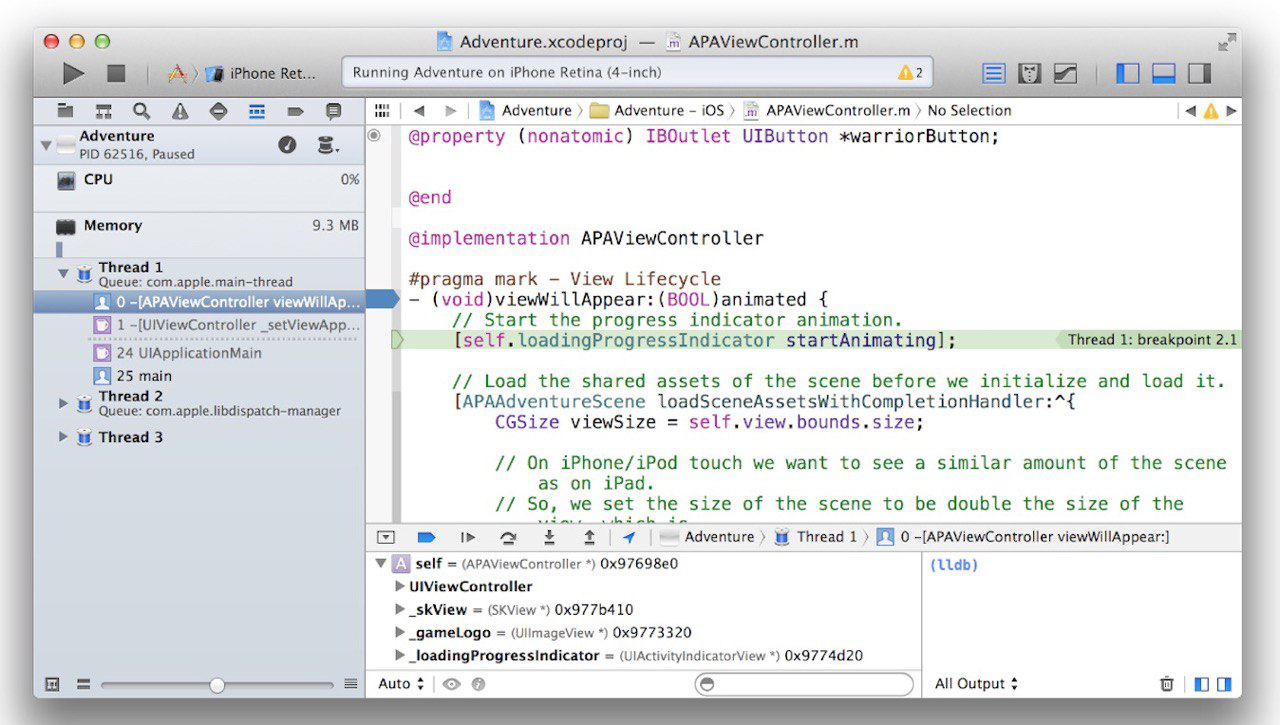 Adventure.xcodeproj — APAViewController.m
iPhone Ret...
Running Adventure on iPhone Retina (4-inch)
2
Adventure
Adventure – iOS
APAViewController.m
No Selection
Adventure
PID 62516, Paused
CPU
0%
Memory
9.3 MB
Thread 1
Queue: com.apple.main-thread
0 -[APAViewController viewWillAp...
1 -[UIViewController _setViewApp...
24 UIApplicationMain
25 main
Thread 2
Queue: com.apple.libdispatch-manager
Thread 3
@property (nonatomic) IBOutlet UIButton *warriorButton;
@end
@implementation APAViewController
#pragma mark - View Lifecycle
- (void)viewWillAppear:(BOOL)animated {
// Start the progress indicator animation.
[self.loadingProgressIndicator startAnimating];
Thread 1: breakpoint 2.1
// Load the shared assets of the scene before we initialize and load it.
[APAAdventureScene loadSceneAssetsWithCompletionHandler:^{
CGSize viewSize = self.view.bounds.size;
// On iPhone/iPod touch we want to see a similar amount of the scene
as on iPad.
// So, we set the size of the scene to be double the size of the
view, which is
Adventure
Thread 1
0 -[APAViewController viewWillAppear:]
A self = (APAViewController *) 0x97698e0
UIViewController
_skView = (SKView *) 0x977b410
_gameLogo = (UIImageView *) 0x9773320
_loadingProgressIndicator = (UIActivityIndicatorView *) 0x9774d20
(lldb)
Auto
All Output